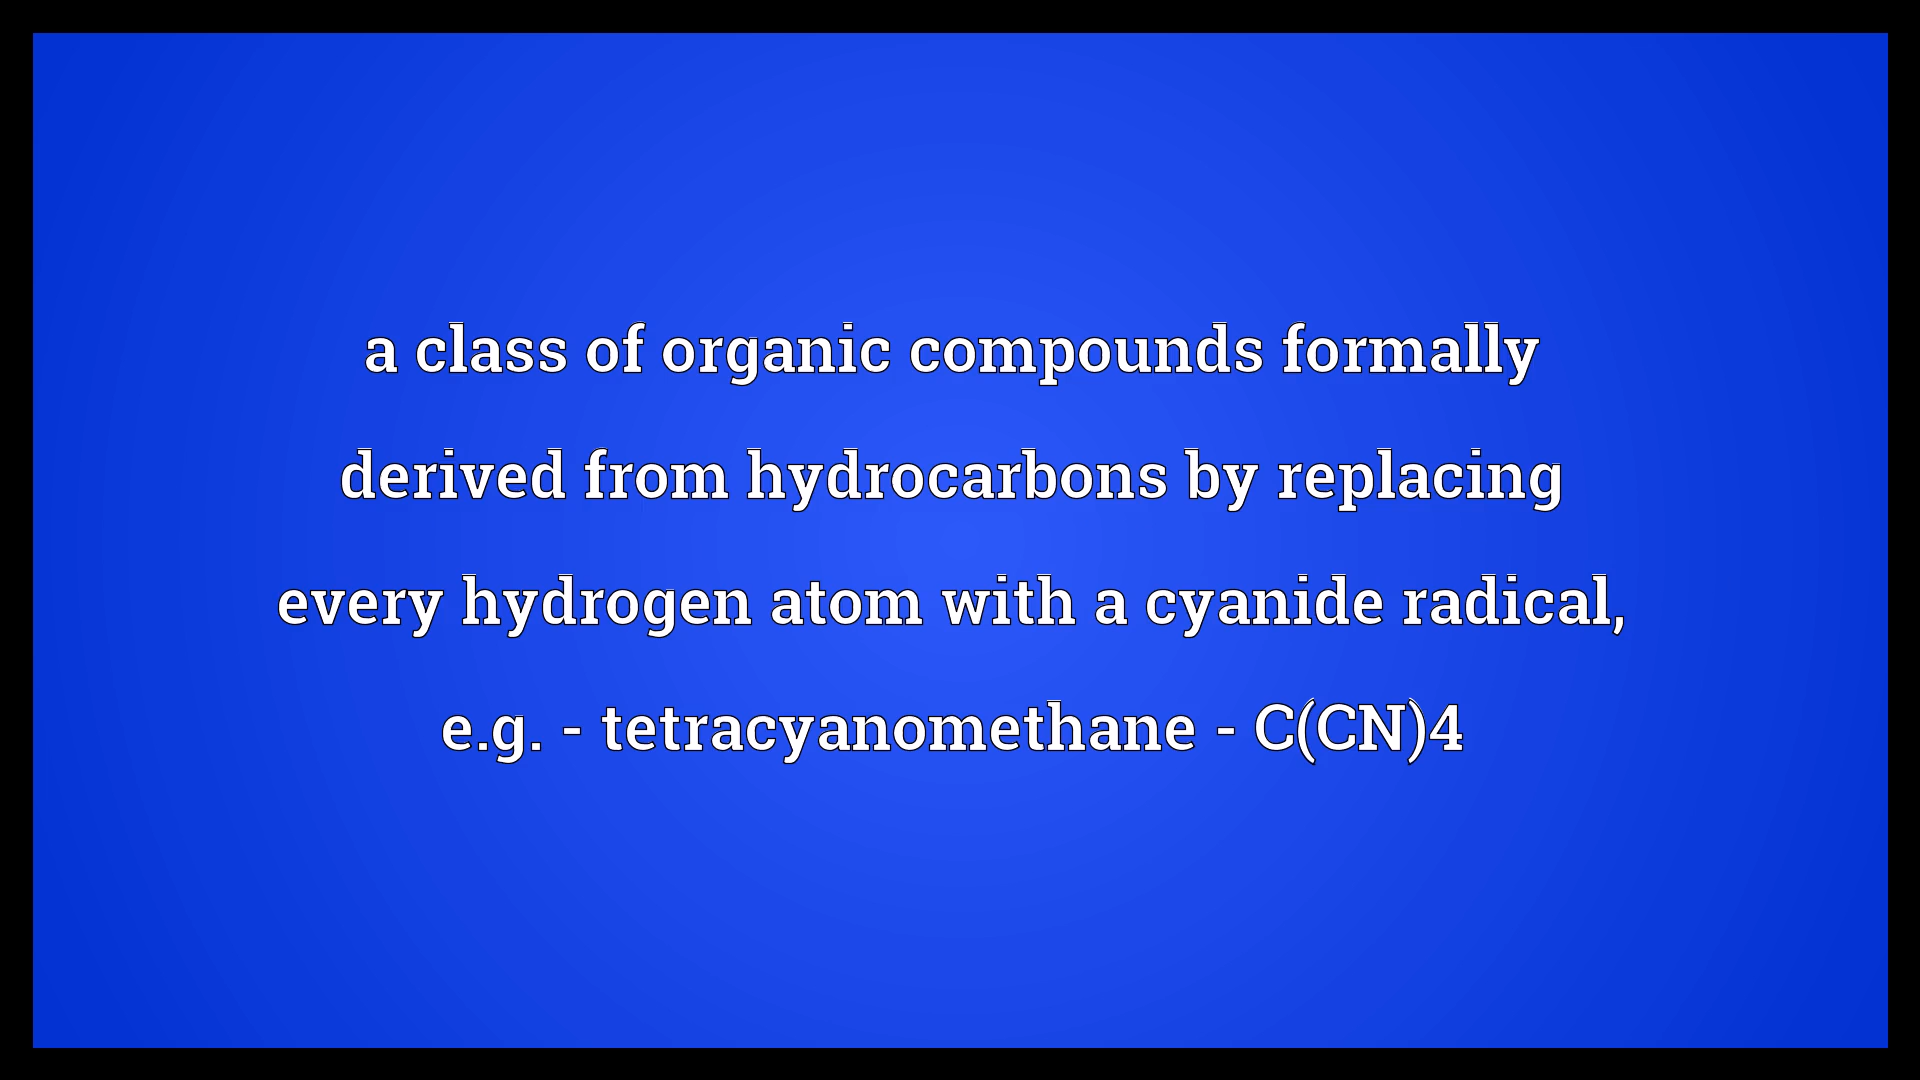 a class of organic compounds formally
derived from hydrocarbons by replacing
every hydrogen atom with a cyanide radical,
e.g. - tetracyanomethane - C(CN)4